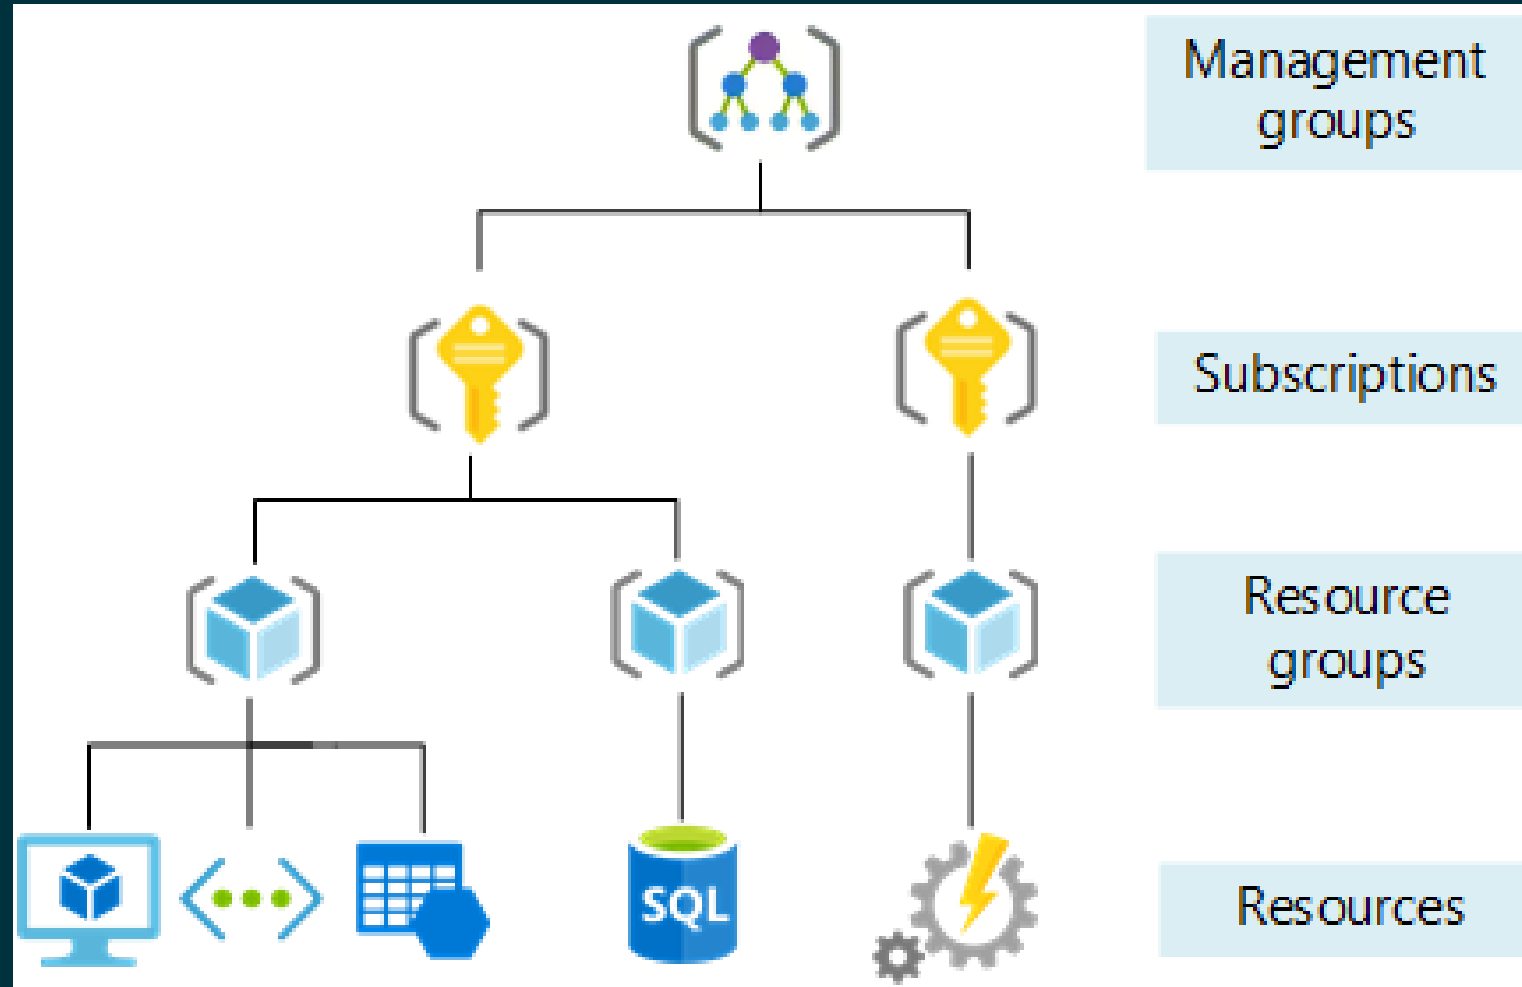 Management
groups
Subscriptions
Resource
groups
SQL
Resources